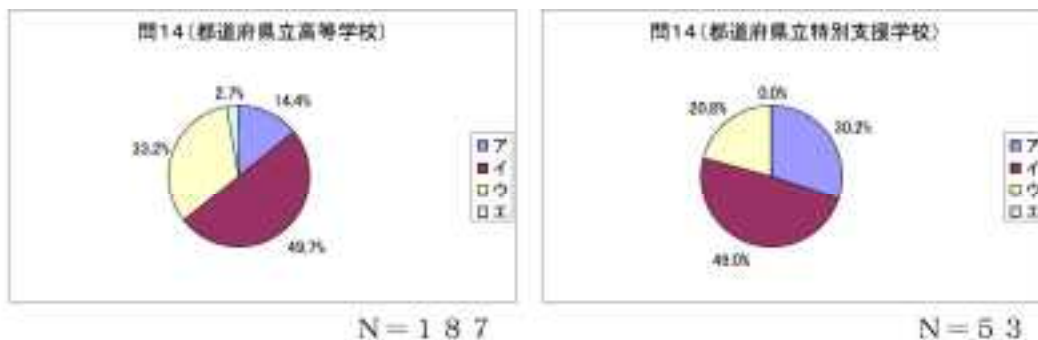 問14(都道府県立高等学校)
2.7%
14.4%
33.2%
49.7%
ア
イ
ウ
エ
N=187
問14(都道府県立特別支援学校)
0.0%
20.8%
30.2%
49.0%
ア
イ
ウ
エ
N=53